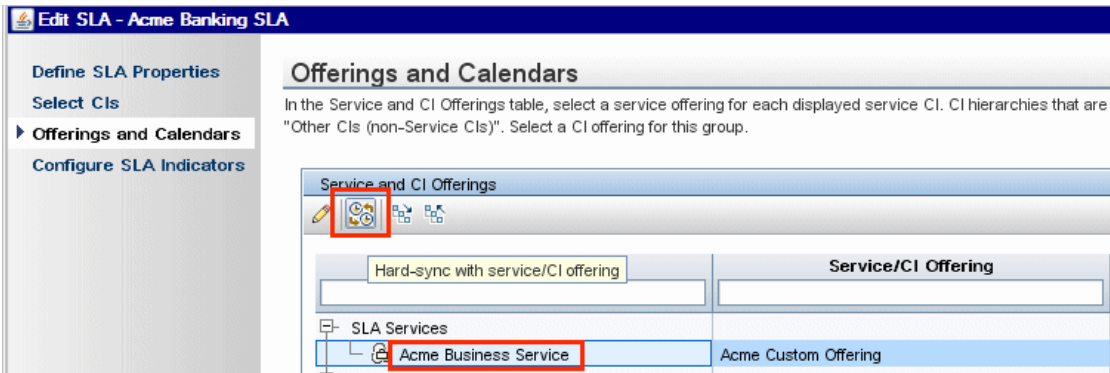 Edit SLA - Acme Banking SLA
Define SLA Properties
Select CIs
Offerings and Calendars
Configure SLA Indicators
Offerings and Calendars
In the Service and CI Offerings table, select a service offering for each displayed service CI. CI hierarchies that are
"Other CIs (non-Service CIs)". Select a CI offering for this group.
Service and CI Offerings
Hard-sync with service/CI offering
Service/CI Offering
SLA Services
Acme Business Service
Acme Custom Offering